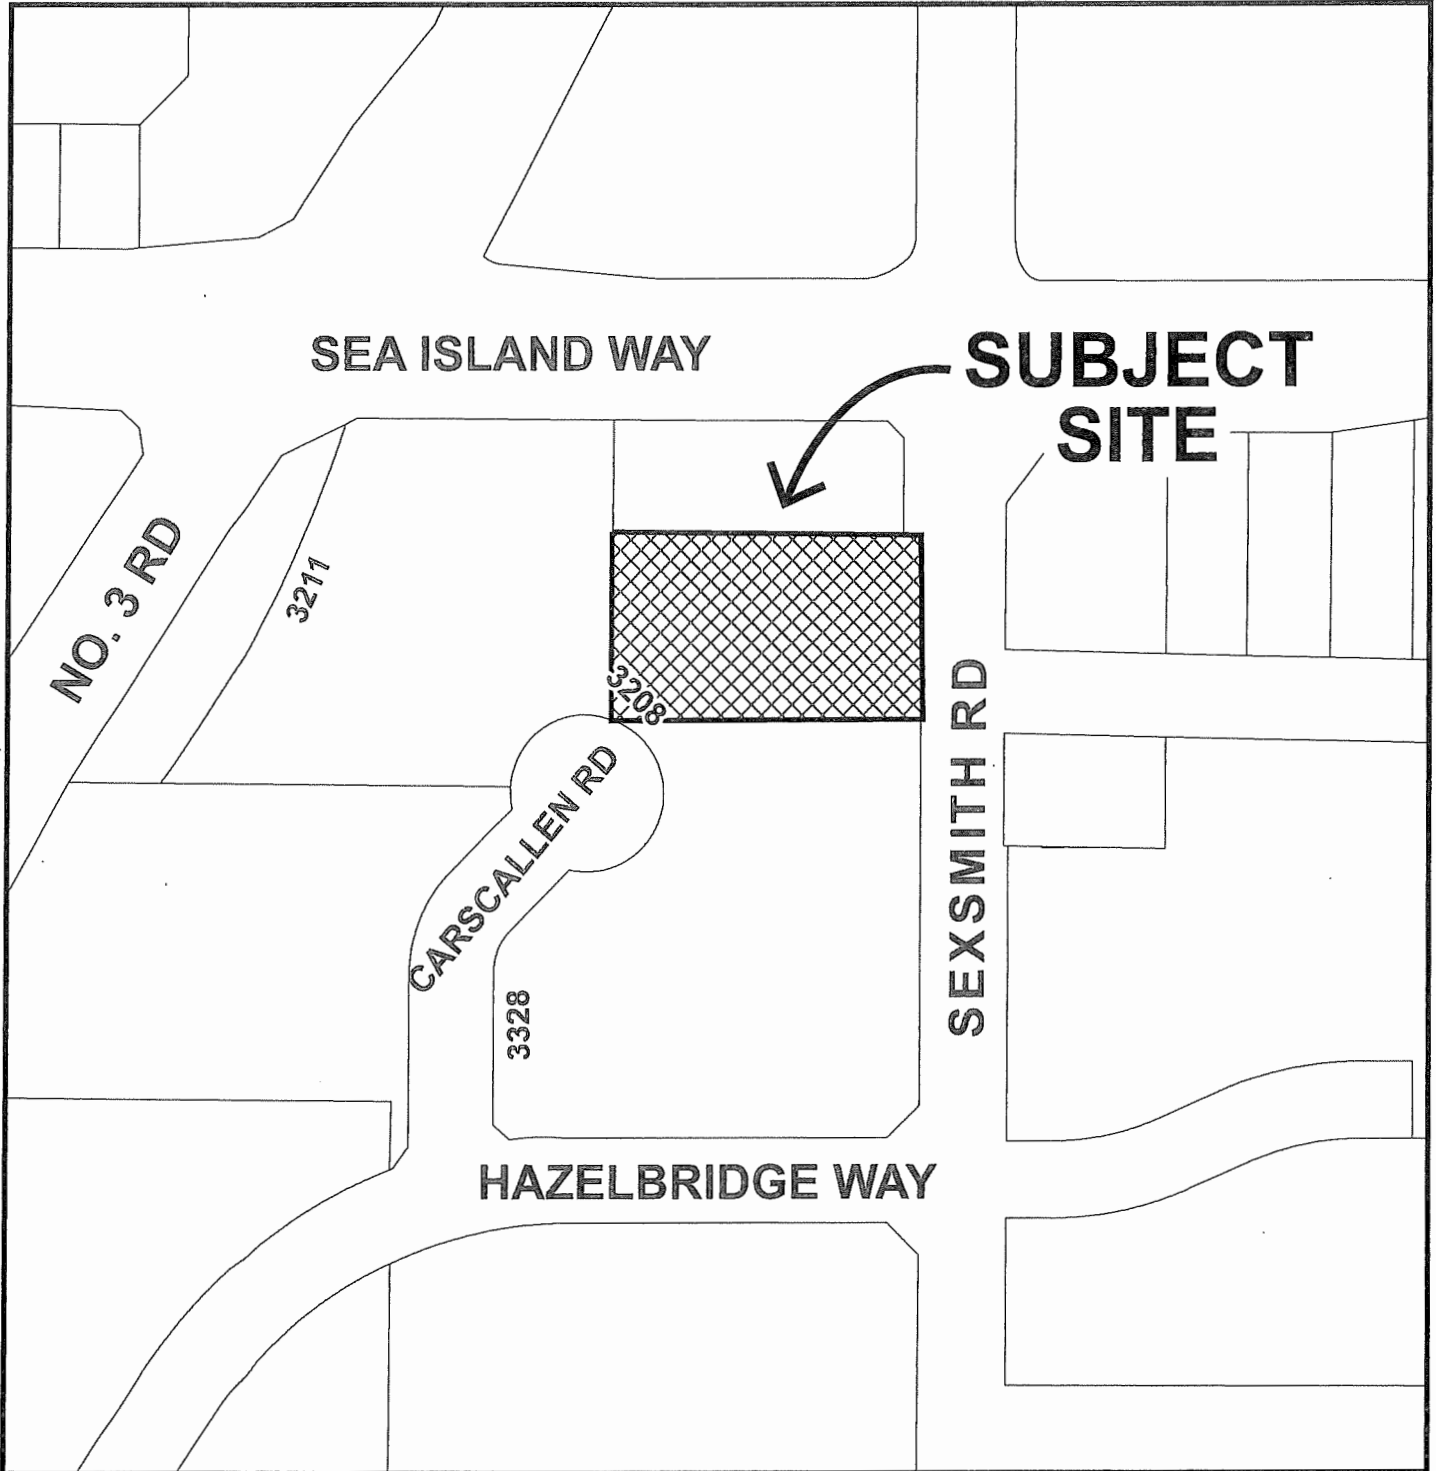 SEA ISLAND WAY
SUBJECT
SITE
NO. 3 RD
3211
3208
CARSCALLEN RD
SEXSMITH RD
3328
HAZELBRIDGE WAY